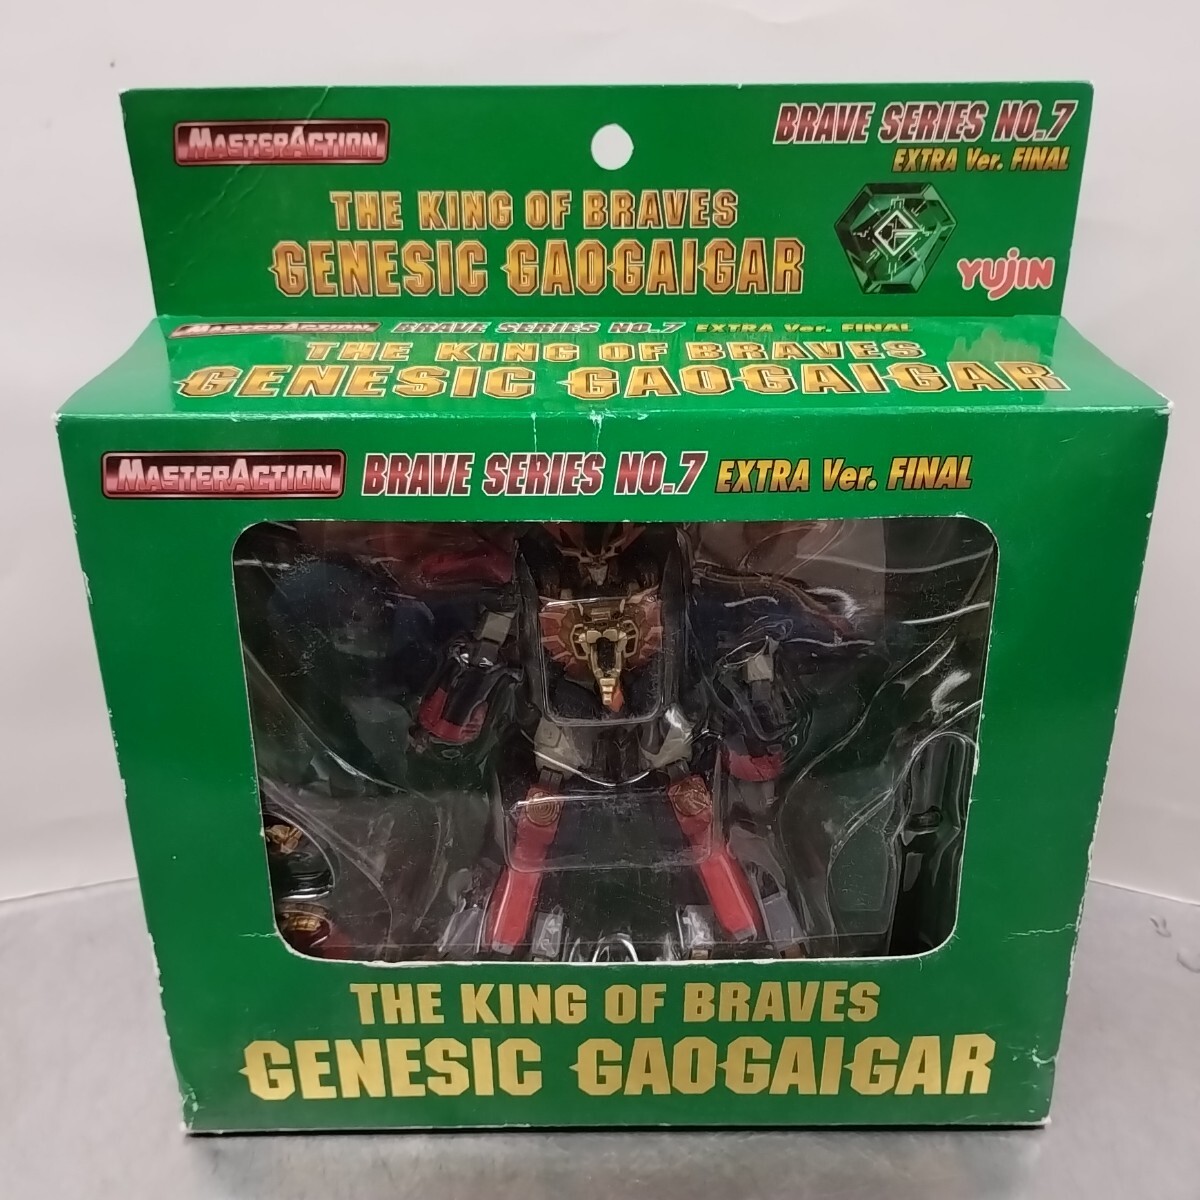 MASTERACTION
BRAVE SERIES NO.7
EXTRA Ver. FINAL
THE KING OF BRAVES
GENESIC GAOGAIGAR
G
YUJIN
MASTERACTION BRAVE SERIES NO.7 EXTRA Ver. FINAL
THE KING OF BRAVES
GENESIC GAOGAIGAR
MASTERACTION BRAVE SERIES NO.7 EXTRA Ver. FINAL
THE KING OF BRAVES
GENESIC GAOGAIGAR